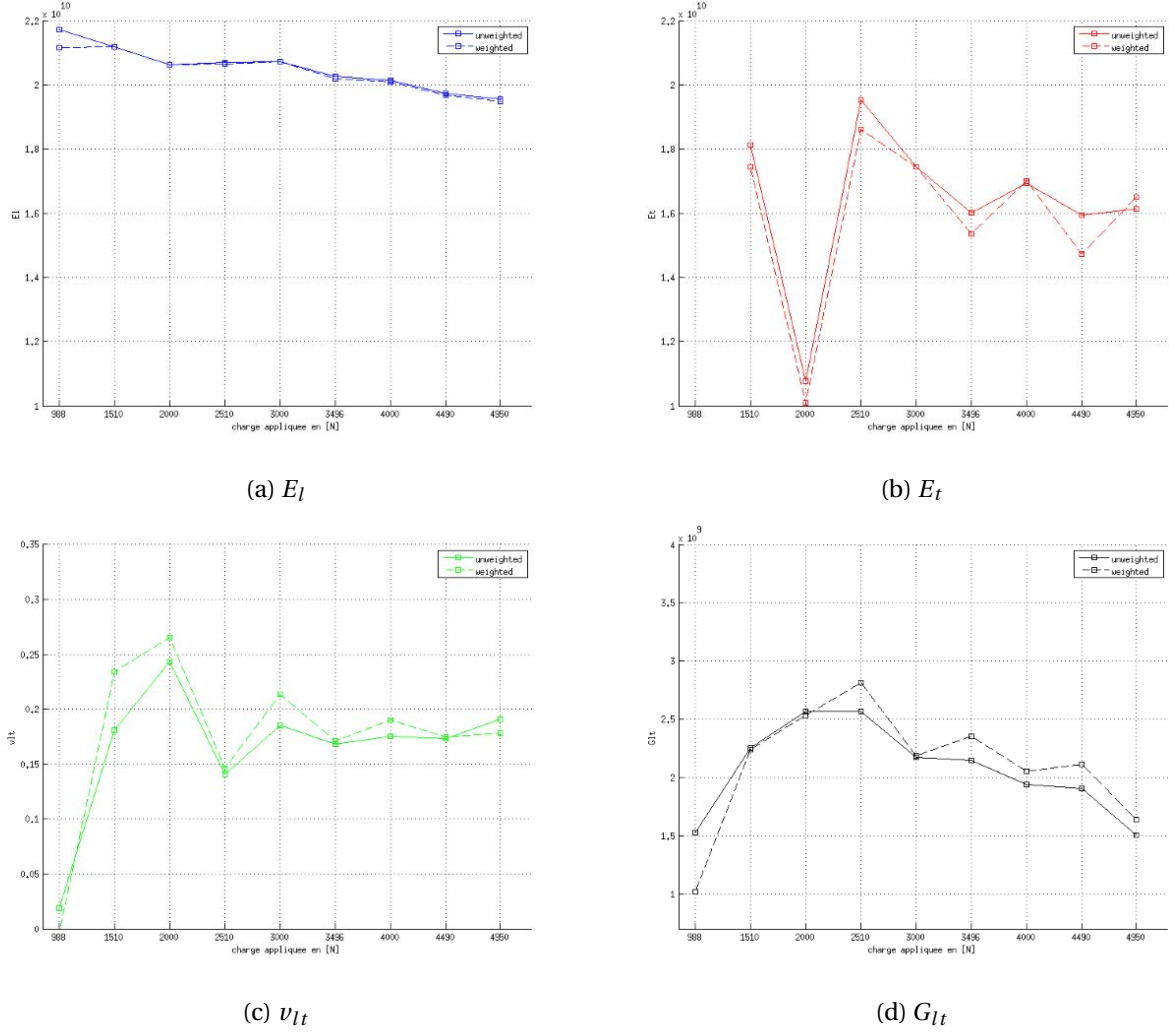 x 10^10
2.2
2
1.8
1.6
1.4
1.2
1
El
unweighted
weighted
988 1510 2000 2510 3000 3496 4000 4490 4950
charge appliquee en [N]
(a) E_l
x 10^10
2.2
2
1.8
1.6
1.4
1.2
1
Et
unweighted
weighted
988 1510 2000 2510 3000 3496 4000 4490 4950
charge appliquee en [N]
(b) E_t
0.35
0.3
0.25
0.2
0.15
0.1
0.05
0
vlt
unweighted
weighted
988 1510 2000 2510 3000 3496 4000 4490 4950
charge appliquee en [N]
(c) v_lt
x 10^9
4
3.5
3
2.5
2
1.5
1
Glt
unweighted
weighted
988 1510 2000 2510 3000 3496 4000 4490 4950
charge appliquee en [N]
(d) G_lt